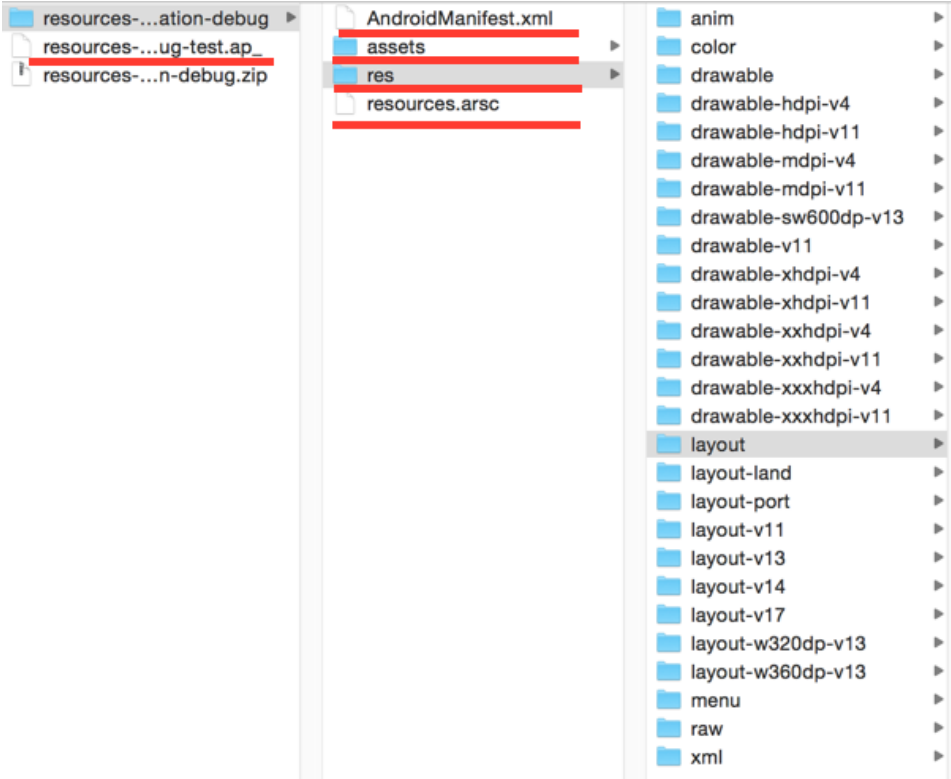 resources-...ation-debug
resources-...ug-test.ap_
resources-...n-debug.zip
AndroidManifest.xml
assets
res
resources.arsc
anim
color
drawable
drawable-hdpi-v4
drawable-hdpi-v11
drawable-mdpi-v4
drawable-mdpi-v11
drawable-sw600dp-v13
drawable-v11
drawable-xhdpi-v4
drawable-xhdpi-v11
drawable-xxhdpi-v4
drawable-xxhdpi-v11
drawable-xxxhdpi-v4
drawable-xxxhdpi-v11
layout
layout-land
layout-port
layout-v11
layout-v13
layout-v14
layout-v17
layout-w320dp-v13
layout-w360dp-v13
menu
raw
xml